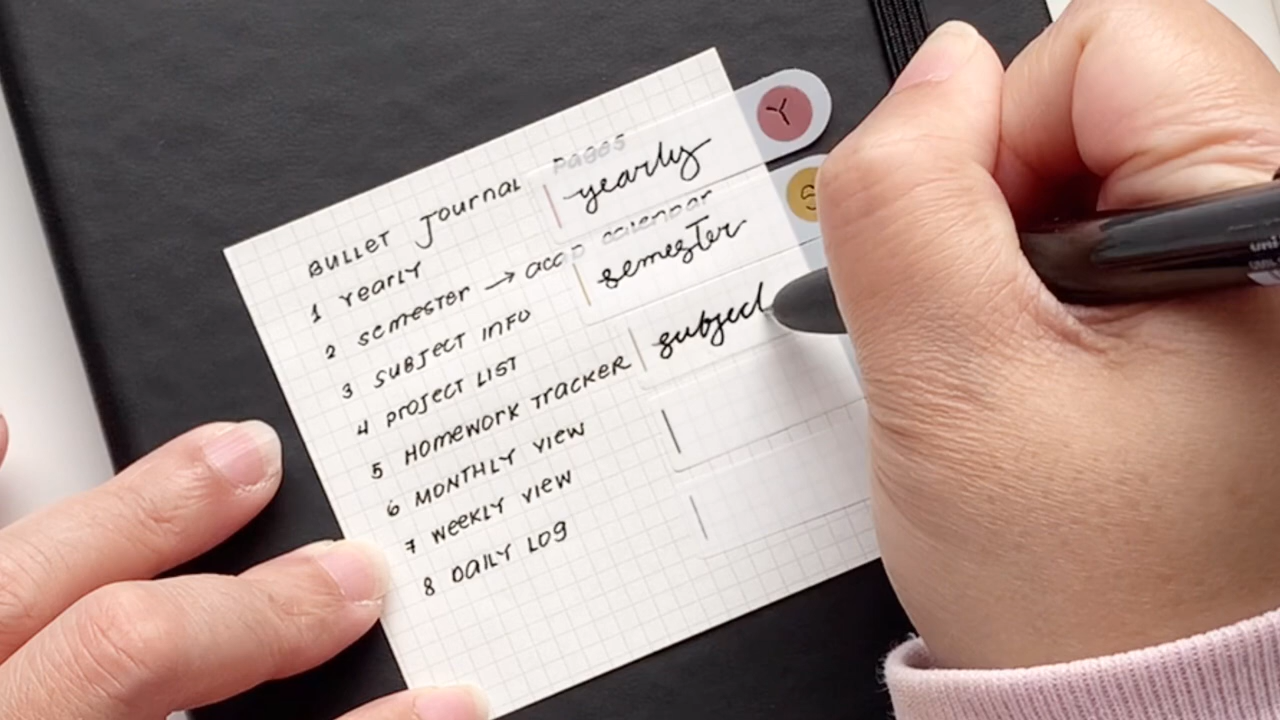 BULLET JOURNAL PAGES
1 YEARLY
2 SEMESTER → ACAD CALENDAR
3 SUBJECT INFO
4 PROJECT LIST
5 HOMEWORK TRACKER
6 MONTHLY VIEW
7 WEEKLY VIEW
8 DAILY LOG
yearly
Y
semester
S
subject
uni